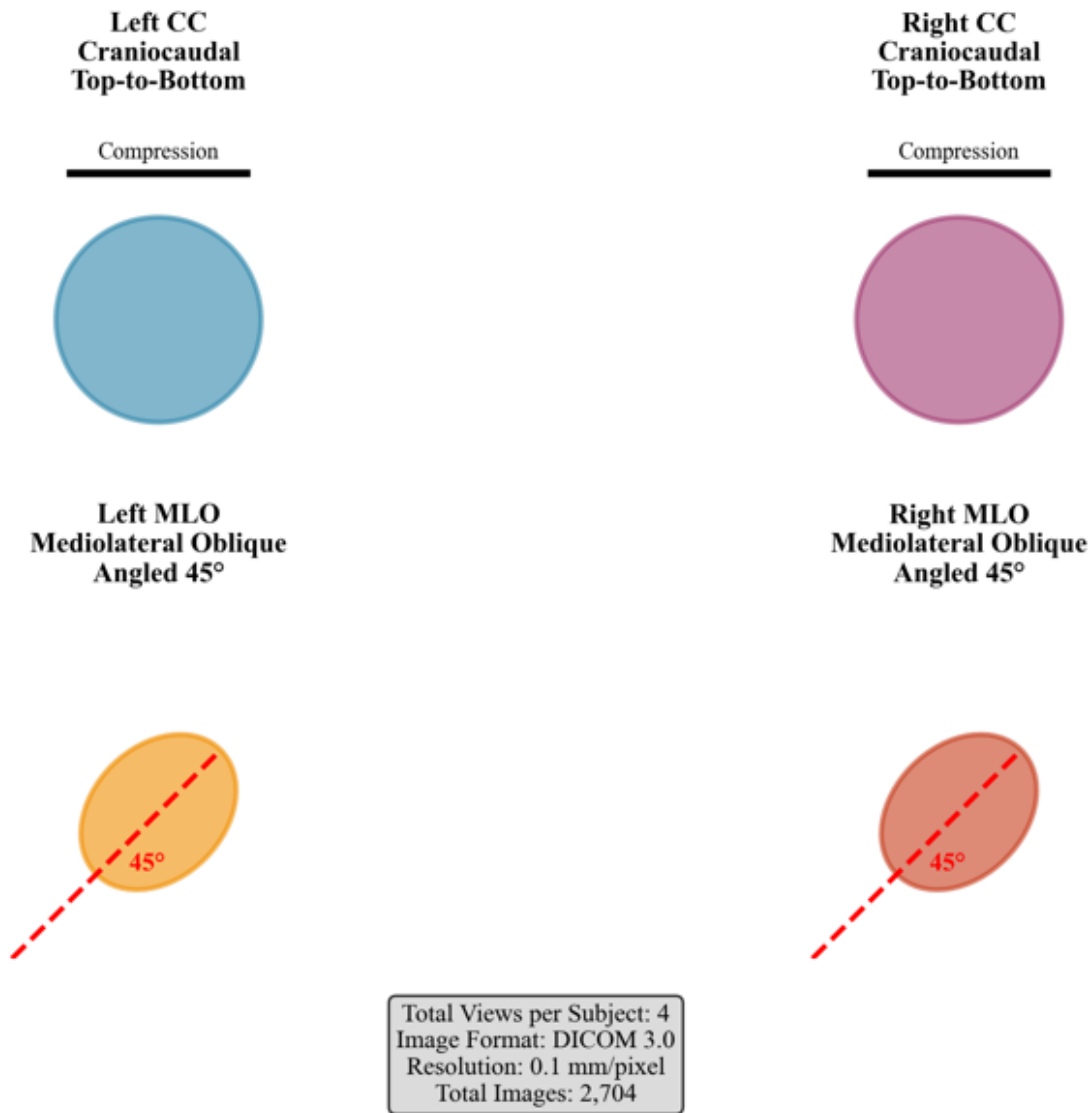 Left CC
Craniocaudal
Top-to-Bottom
Compression
Right CC
Craniocaudal
Top-to-Bottom
Compression
Left MLO
Mediolateral Oblique
Angled 45°
45°
Right MLO
Mediolateral Oblique
Angled 45°
45°
Total Views per Subject: 4
Image Format: DICOM 3.0
Resolution: 0.1 mm/pixel
Total Images: 2,704